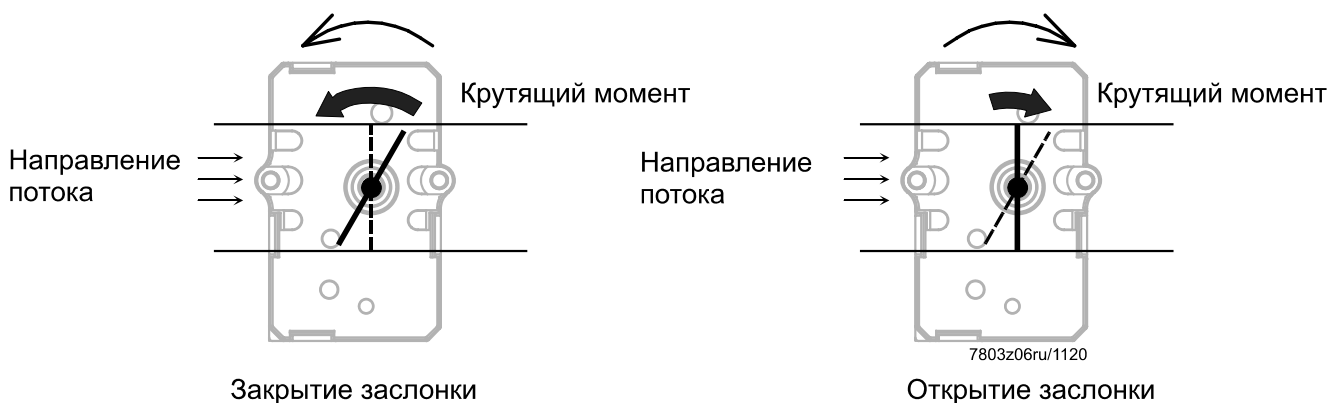 Крутящий момент
Направление
потока
Закрытие заслонки
Крутящий момент
Направление
потока
7803z06ru/1120
Открытие заслонки